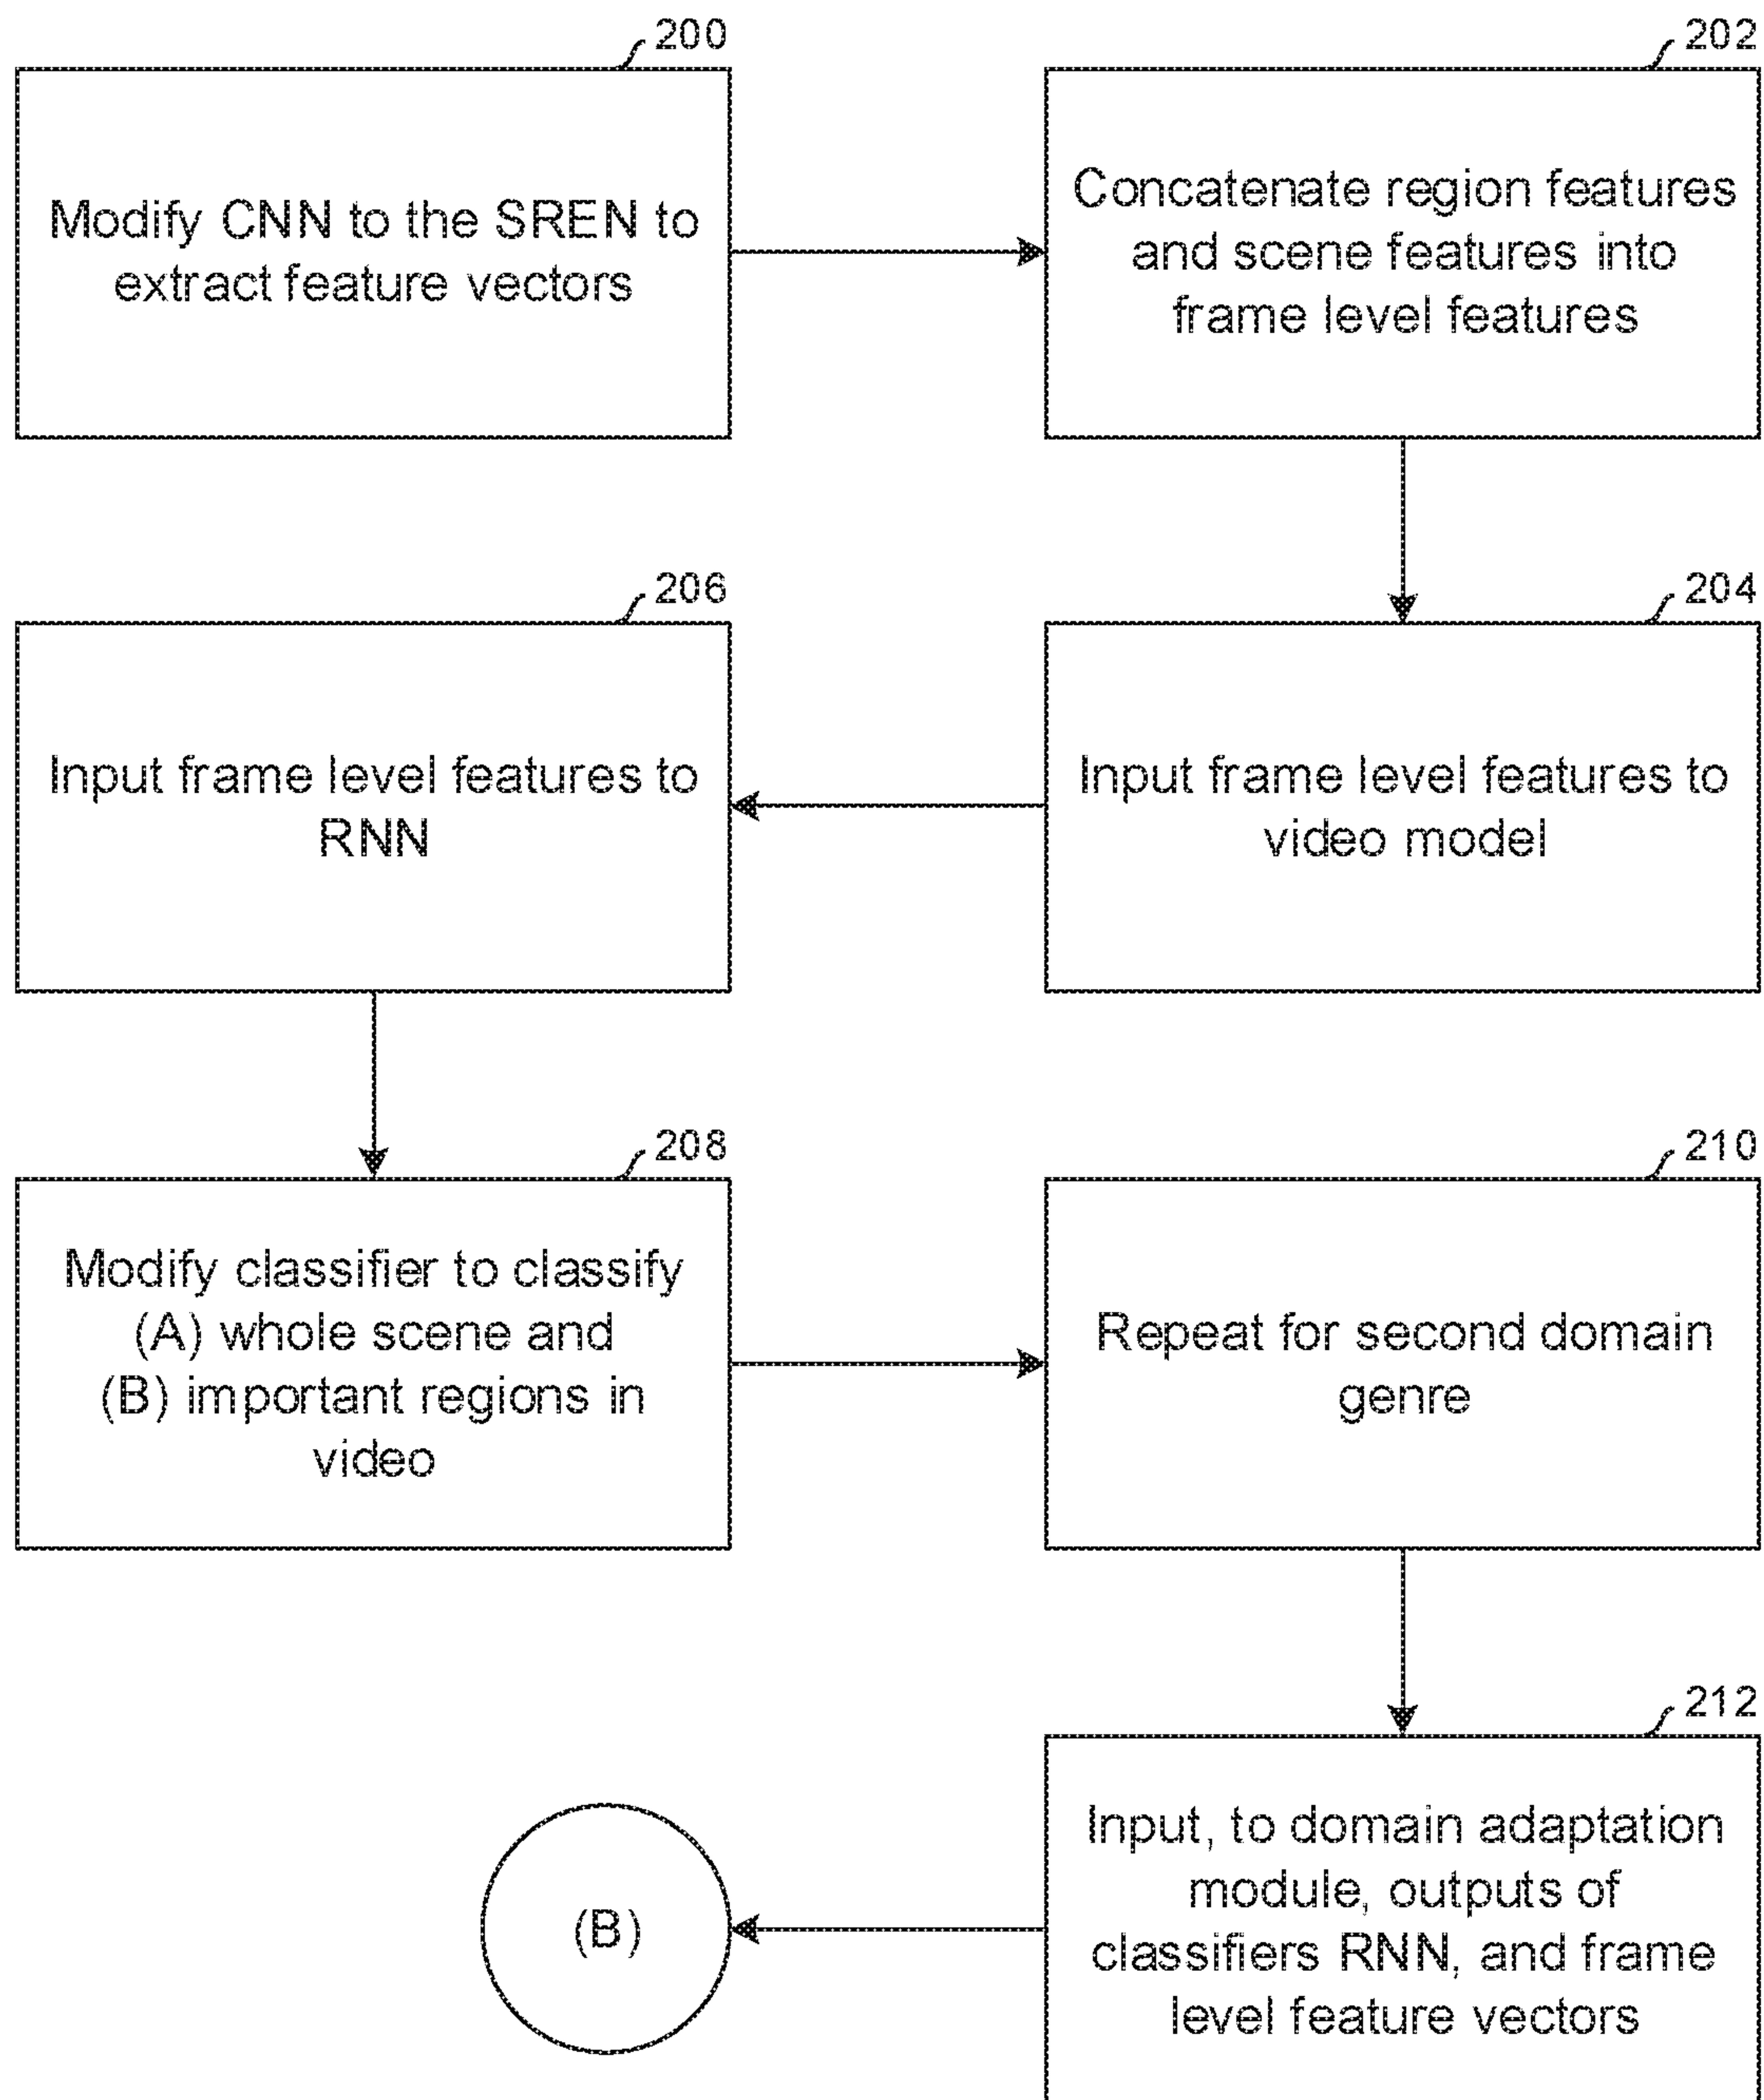 200
Modify CNN to the SREN to
extract feature vectors
202
Concatenate region features
and scene features into
frame level features
204
Input frame level features to
video model
206
Input frame level features to
RNN
208
Modify classifier to classify
(A) whole scene and
(B) important regions in
video
210
Repeat for second domain
genre
212
Input, to domain adaptation
module, outputs of
classifiers RNN, and frame
level feature vectors
(B)